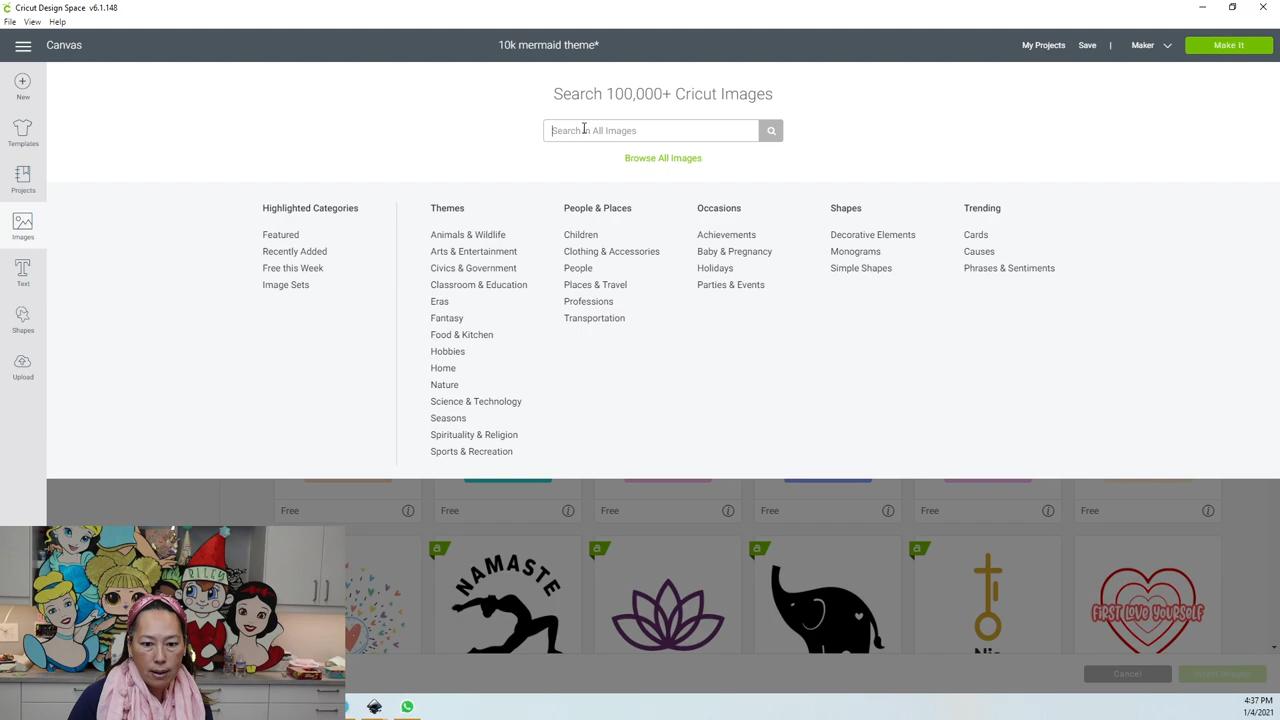 Cricut Design Space v6.1.148
File View Help
Canvas
10k mermaid theme*
My Projects Save | Maker Make It
New
Templates
Projects
Images
Text
Shapes
Upload
Search 100,000+ Cricut Images
Search in All Images
Browse All Images
Highlighted Categories
Featured
Recently Added
Free this Week
Image Sets
Themes
Animals & Wildlife
Arts & Entertainment
Civics & Government
Classroom & Education
Eras
Fantasy
Food & Kitchen
Hobbies
Home
Nature
Science & Technology
Seasons
Spirituality & Religion
Sports & Recreation
People & Places
Children
Clothing & Accessories
People
Places & Travel
Professions
Transportation
Occasions
Achievements
Baby & Pregnancy
Holidays
Parties & Events
Shapes
Decorative Elements
Monograms
Simple Shapes
Trending
Cards
Causes
Phrases & Sentiments
Free Free Free Free Free Free
a a a a
NAMASTE
FIRST LOVE YOURSELF
RILEY
Cancel Insert Images
4:37 PM
1/4/2021